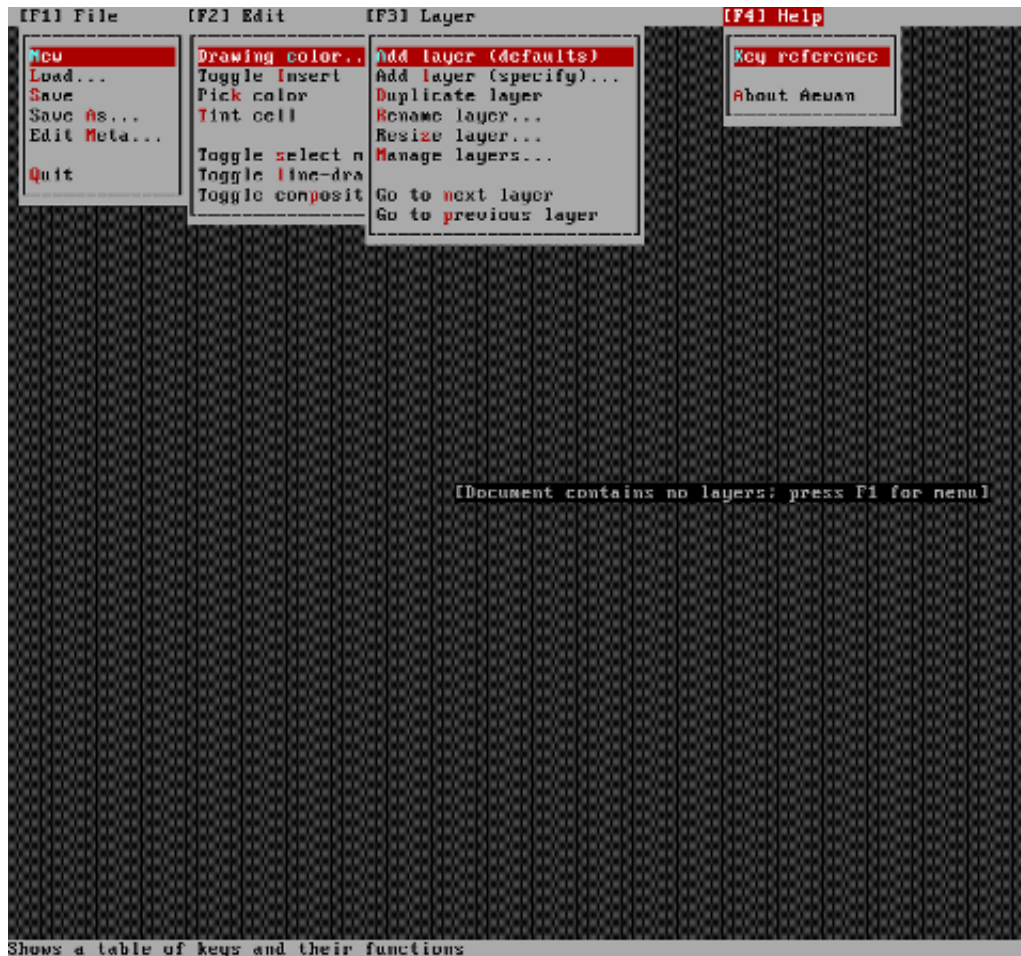 [F1] File [F2] Edit [F3] Layer [F4] Help
New
Load...
Save
Save As...
Edit Meta...
Quit
Drawing color..
Toggle Insert
Pick color
Tint cell
Toggle select m
Toggle line-dra
Toggle composit
Add layer (defaults)
Add layer (specify)...
Duplicate layer
Rename layer...
Resize layer...
Manage layers...
Go to next layer
Go to previous layer
Key reference
About Aewan
[Document contains no layers; press F1 for menu]
Shows a table of keys and their functions